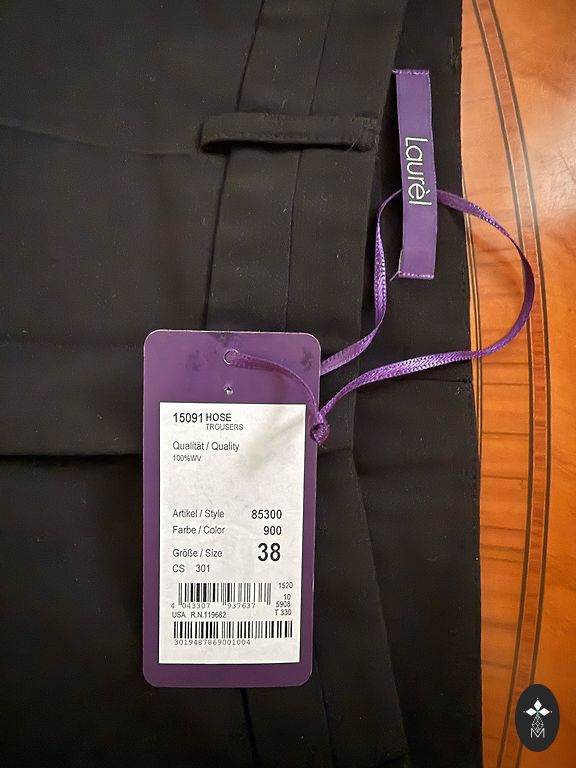 Laurèl
15091 HOSE
TROUSERS
Qualität / Quality
100%WV
Artikel / Style 85300
Farbe / Color 900
Größe / Size 38
CS 301
1520
10
4 043307 937637 5908
USA R.N.119682 T 330
3019487869001004
M